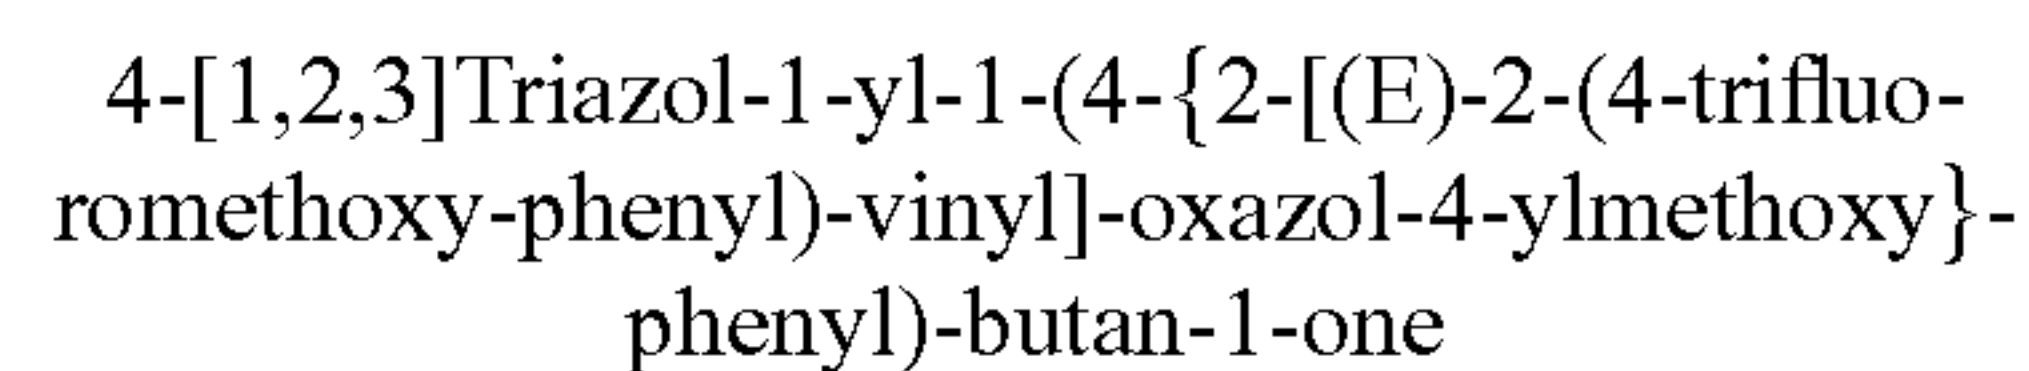 4-[1,2,3]Triazol-1-yl-1-(4-{2-[(E)-2-(4-trifluo-
romethoxy-phenyl)-vinyl]-oxazol-4-ylmethoxy}-
phenyl)-butan-1-one